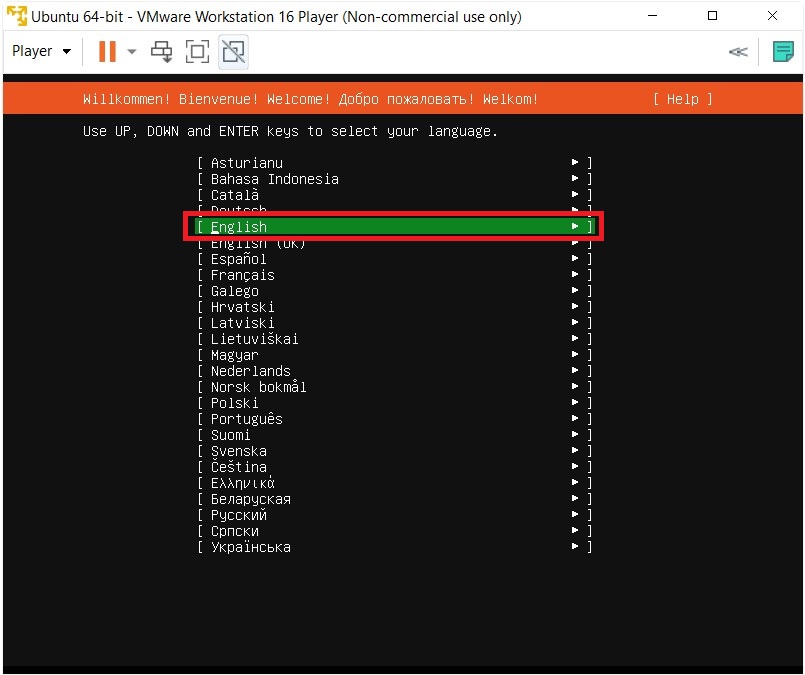 Ubuntu 64-bit - VMware Workstation 16 Player (Non-commercial use only)
Player
Willkommen! Bienvenue! Welcome! Добро пожаловать! Welkom! [ Help ]
Use UP, DOWN and ENTER keys to select your language.
[ Asturianu ▸ ]
[ Bahasa Indonesia ▸ ]
[ Català ▸ ]
[ Deutsch ▸ ]
[ English ▸ ]
[ English (UK) ▸ ]
[ Español ▸ ]
[ Français ▸ ]
[ Galego ▸ ]
[ Hrvatski ▸ ]
[ Latviski ▸ ]
[ Lietuviškai ▸ ]
[ Magyar ▸ ]
[ Nederlands ▸ ]
[ Norsk bokmål ▸ ]
[ Polski ▸ ]
[ Português ▸ ]
[ Suomi ▸ ]
[ Svenska ▸ ]
[ Čeština ▸ ]
[ Ελληνικά ▸ ]
[ Беларуская ▸ ]
[ Русский ▸ ]
[ Српски ▸ ]
[ Українська ▸ ]